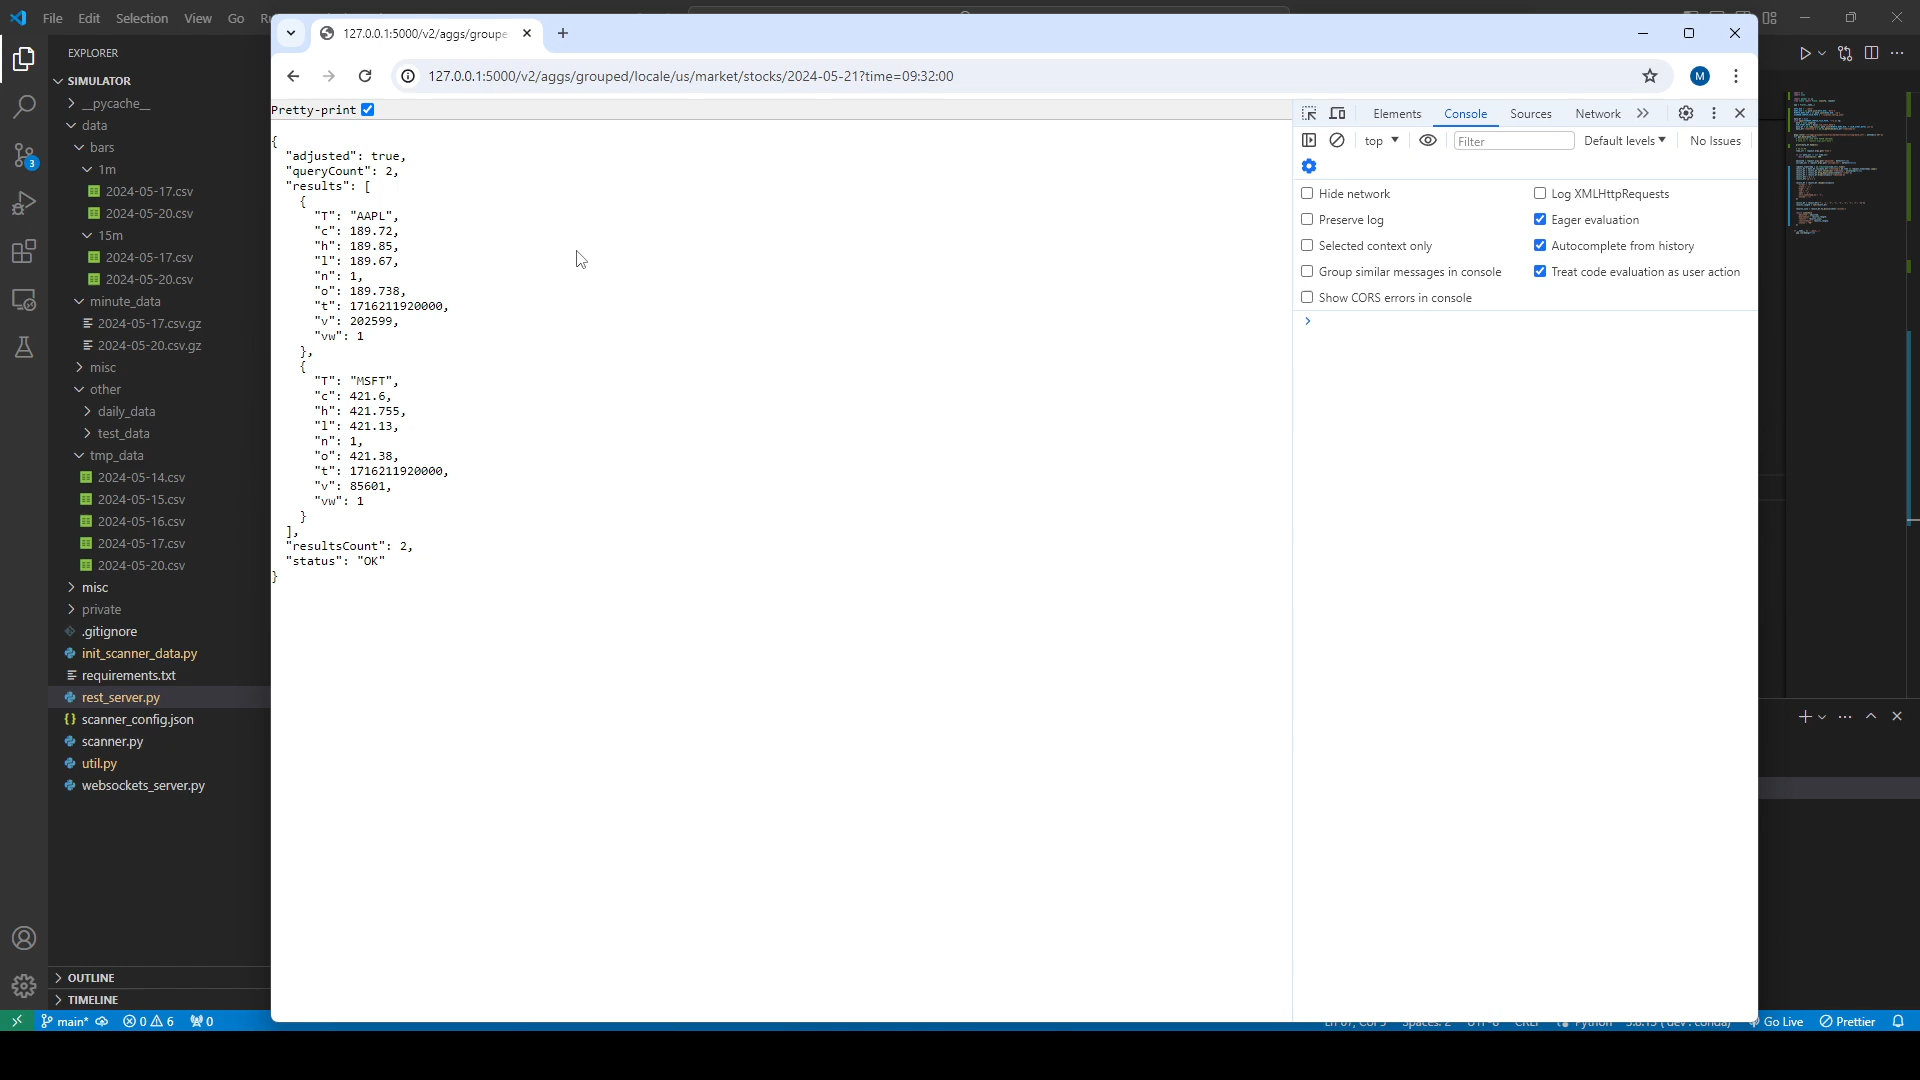 File Edit Selection View Go
127.0.0.1:5000/v2/aggs/groupe
127.0.0.1:5000/v2/aggs/grouped/locale/us/market/stocks/2024-05-21?time=09:32:00
M
EXPLORER
SIMULATOR
__pycache__
data
bars
1m
2024-05-17.csv
2024-05-20.csv
15m
2024-05-17.csv
2024-05-20.csv
minute_data
2024-05-17.csv.gz
2024-05-20.csv.gz
misc
other
daily_data
test_data
tmp_data
2024-05-14.csv
2024-05-15.csv
2024-05-16.csv
2024-05-17.csv
2024-05-20.csv
misc
private
.gitignore
init_scanner_data.py
requirements.txt
rest_server.py
{} scanner_config.json
scanner.py
util.py
websockets_server.py
OUTLINE
TIMELINE
3
Pretty-print
{
"adjusted": true,
"queryCount": 2,
"results": [
{
"T": "AAPL",
"c": 189.72,
"h": 189.85,
"l": 189.67,
"n": 1,
"o": 189.738,
"t": 1716211920000,
"v": 202599,
"vw": 1
},
{
"T": "MSFT",
"c": 421.6,
"h": 421.755,
"l": 421.13,
"n": 1,
"o": 421.38,
"t": 1716211920000,
"v": 85601,
"vw": 1
}
],
"resultsCount": 2,
"status": "OK"
}
Elements Console Sources Network
top Filter Default levels No Issues
Hide network Log XMLHttpRequests
Preserve log Eager evaluation
Selected context only Autocomplete from history
Group similar messages in console Treat code evaluation as user action
Show CORS errors in console
main* 0 6 0 Go Live Prettier